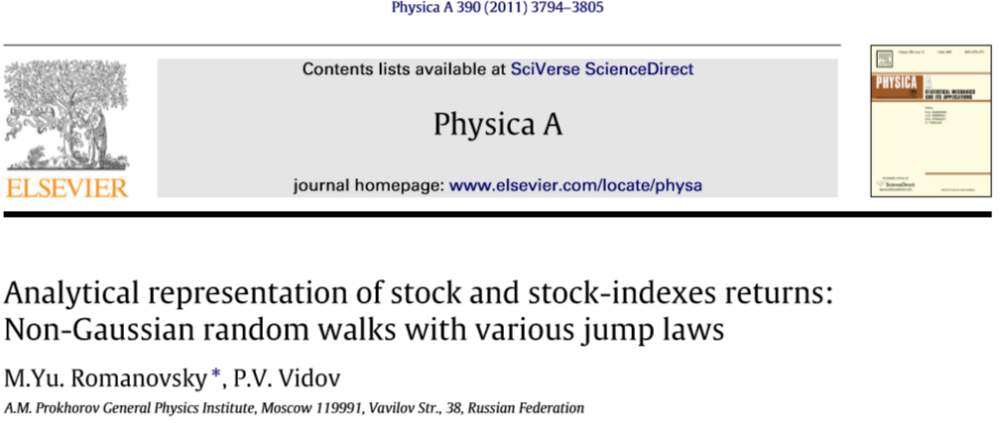 Physica A 390 (2011) 3794–3805
Contents lists available at SciVerse ScienceDirect
Physica A
journal homepage: www.elsevier.com/locate/physa
ELSEVIER
PHYSICA A
STATISTICAL MECHANICS
AND ITS APPLICATIONS
ScienceDirect
Analytical representation of stock and stock-indexes returns:
Non-Gaussian random walks with various jump laws
M.Yu. Romanovsky*, P.V. Vidov
A.M. Prokhorov General Physics Institute, Moscow 119991, Vavilov Str., 38, Russian Federation